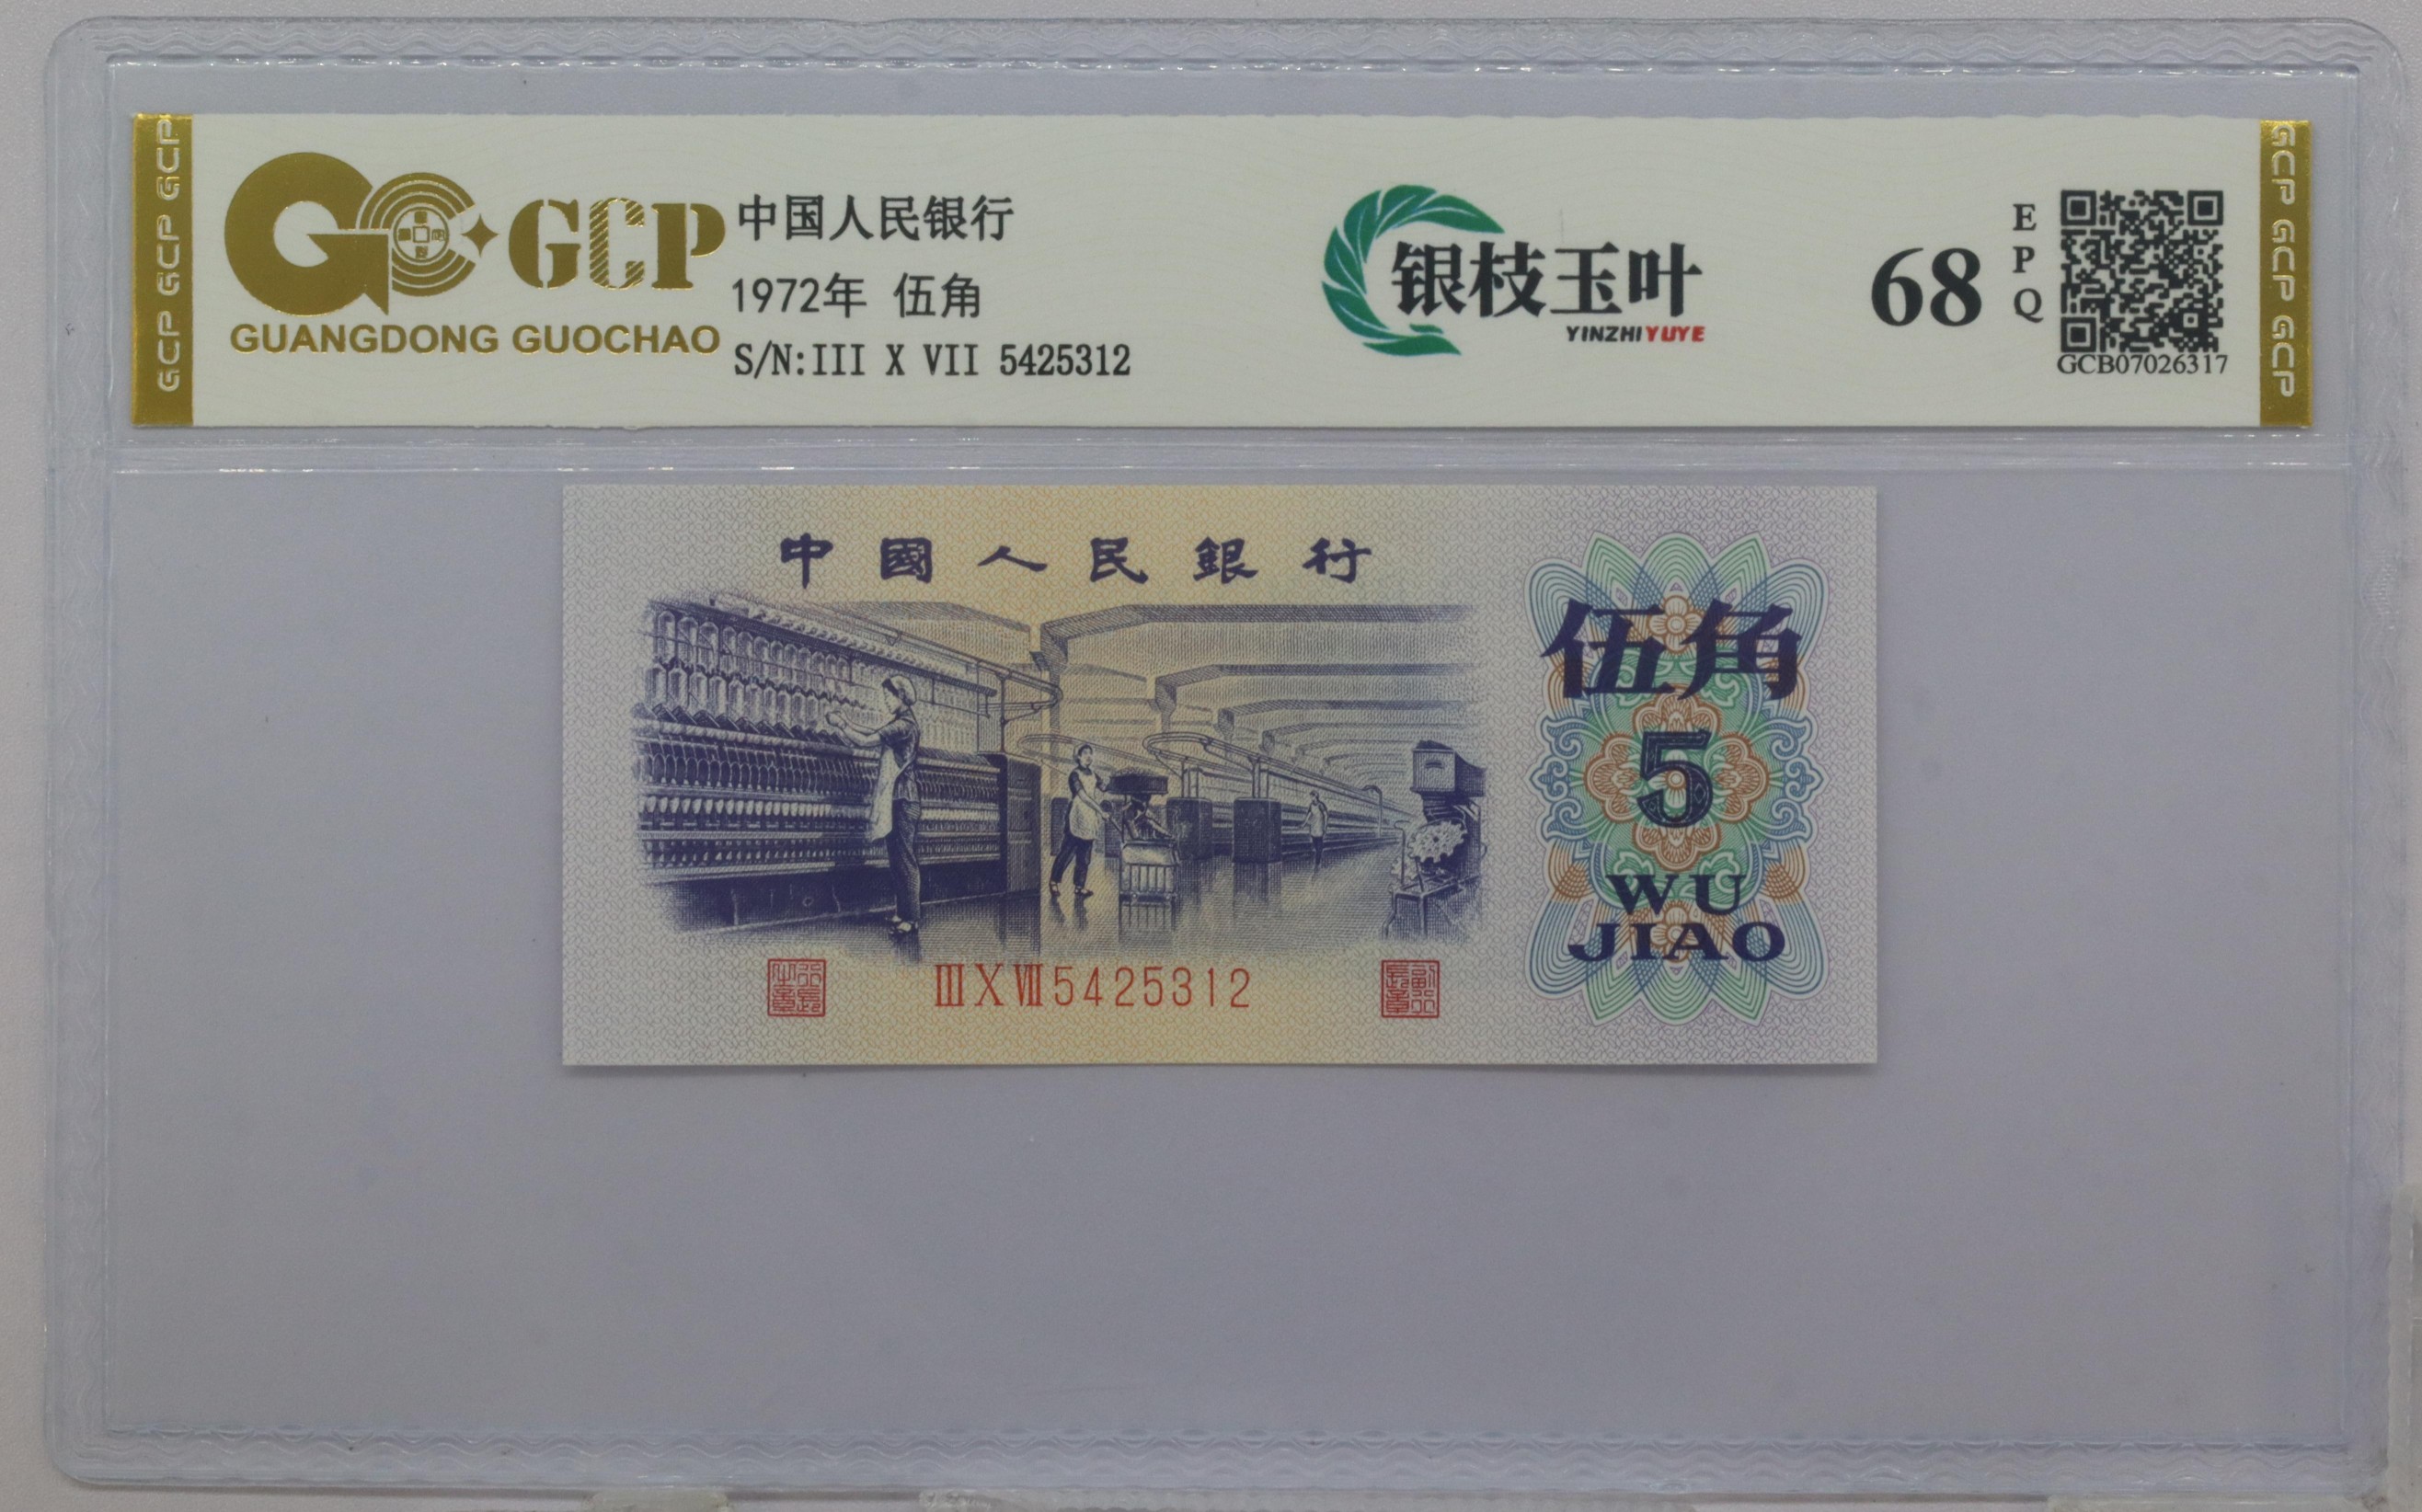 GCP GCP GCP
GCP
GUANGDONG GUOCHAO
中国人民银行
1972年 伍角
S/N:III X VII 5425312
银枝玉叶
YINZHIYUYE
68
EPQ
GCB07026317
GCP GCP GCP
中國人民銀行
伍角
5
WU
JIAO
ⅢⅩⅦ5425312